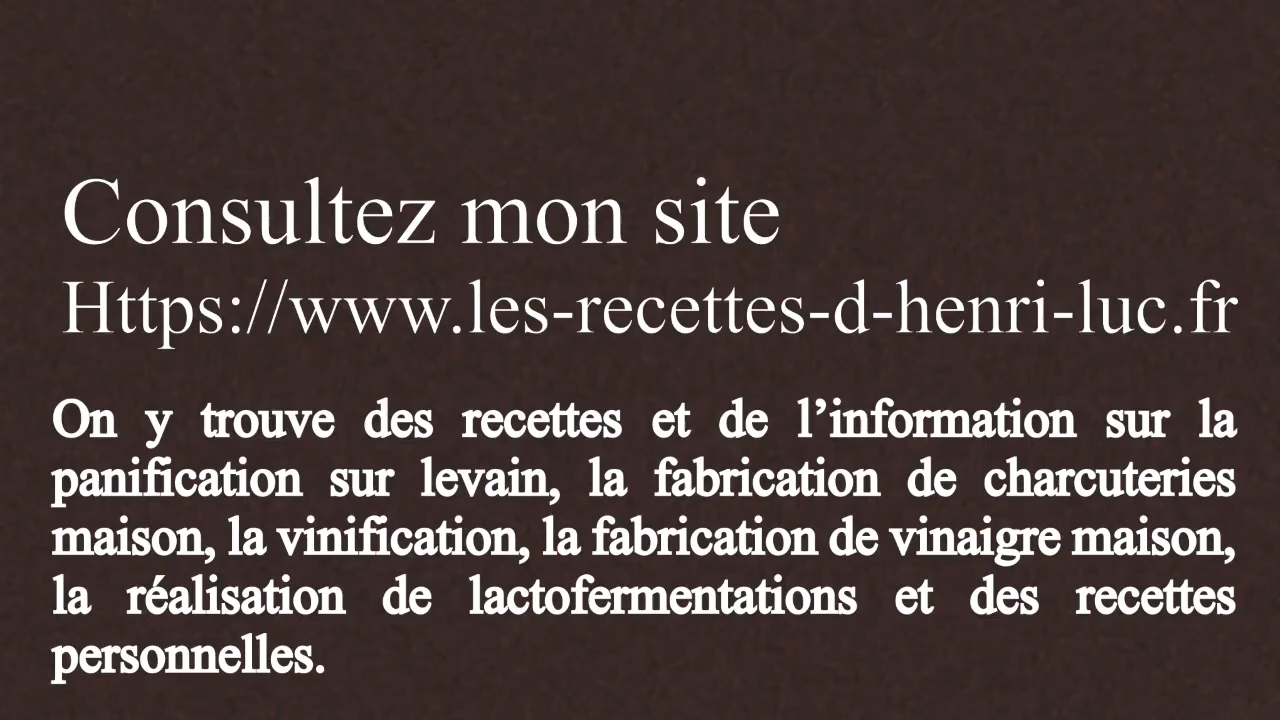 Consultez mon site
Https://www.les-recettes-d-henri-luc.fr
On y trouve des recettes et de l’information sur la
panification sur levain, la fabrication de charcuteries
maison, la vinification, la fabrication de vinaigre maison,
la réalisation de lactofermentations et des recettes
personnelles.